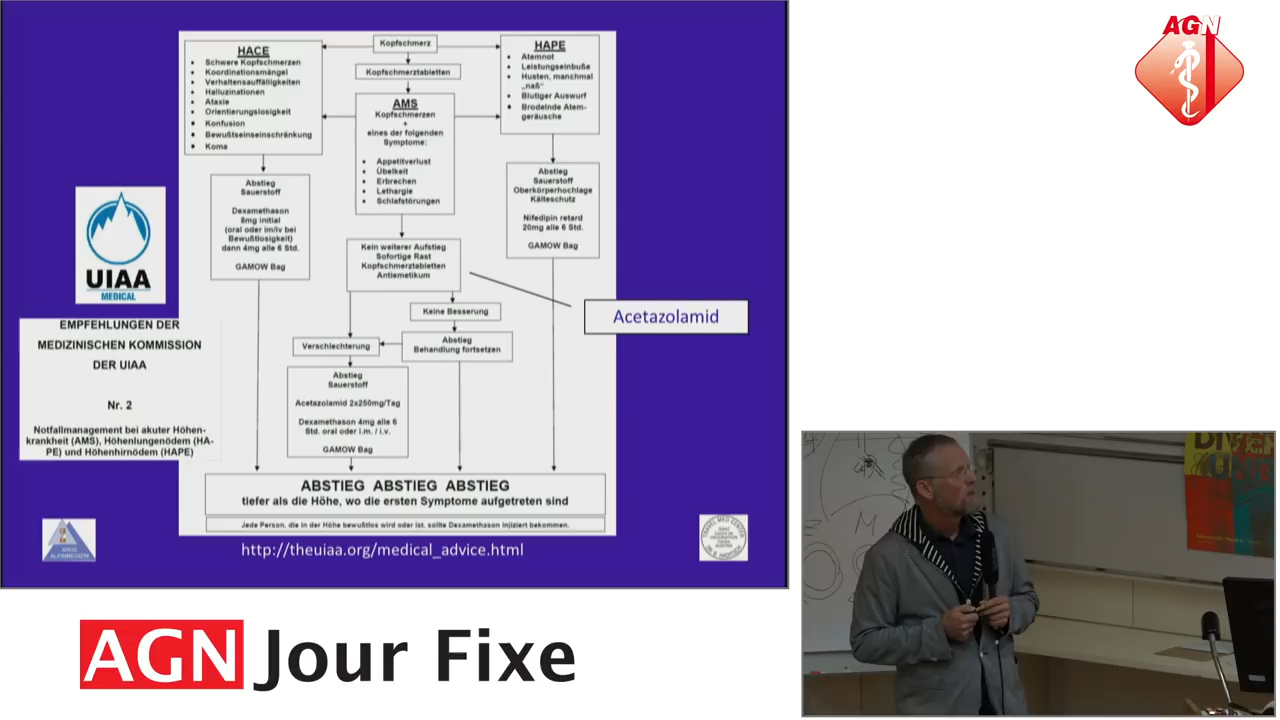 Kopfschmerz
Kopfschmerztabletten
HACE
Schwere Kopfschmerzen
Koordinationsmängel
Verhaltensauffälligkeiten
Halluzinationen
Ataxie
Orientierungslosigkeit
Konfusion
Bewußtseinseinschränkung
Koma
AMS
Kopfschmerzen
+
eines der folgenden
Symptome:
Appetitverlust
Übelkeit
Erbrechen
Lethargie
Schlafstörungen
HAPE
Atemnot
Leistungseinbuße
Husten, manchmal
„naß“
Blutiger Auswurf
Brodelnde Atem-
geräusche
Abstieg
Sauerstoff
Dexamethason
8mg initial
(oral oder im/iv bei
Bewußtlosigkeit)
dann 4mg alle 6 Std.
GAMOW Bag
Abstieg
Sauerstoff
Oberkörperhochlage
Kälteschutz
Nifedipin retard
20mg alle 6 Std.
GAMOW Bag
Kein weiterer Aufstieg
Sofortige Rast
Kopfschmerztabletten
Antiemetikum
Acetazolamid
Keine Besserung
Verschlechterung
Abstieg
Behandlung fortsetzen
Abstieg
Sauerstoff
Acetazolamid 2x250mg/Tag
Dexamethason 4mg alle 6
Std. oral oder i.m. / i.v.
GAMOW Bag
ABSTIEG ABSTIEG ABSTIEG
tiefer als die Höhe, wo die ersten Symptome aufgetreten sind
Jede Person, die in der Höhe bewußtlos wird oder ist, sollte Dexamethason injiziert bekommen.
UIAA
MEDICAL
EMPFEHLUNGEN DER
MEDIZINISCHEN KOMMISSION
DER UIAA
Nr. 2
Notfallmanagement bei akuter Höhen-
krankheit (AMS), Höhenlungenödem (HA-
PE) und Höhenhirnödem (HAPE)
http://theuiaa.org/medical_advice.html
AGN
AGN Jour Fixe